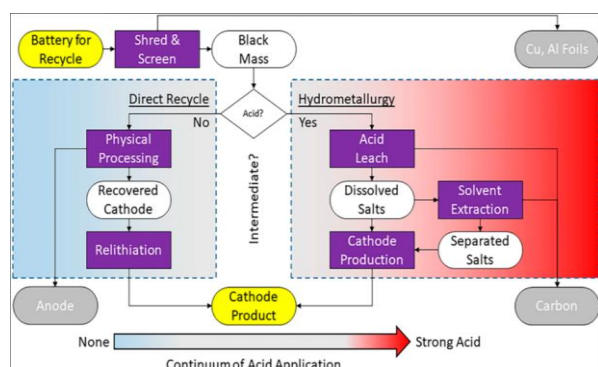 Battery for
Recycle
Shred &
Screen
Black
Mass
Cu, Al Foils
Direct Recycle
Acid?
Hydrometallurgy
No
Yes
Physical
Processing
Acid
Leach
Intermediate?
Recovered
Cathode
Dissolved
Salts
Solvent
Extraction
Relithiation
Cathode
Production
Separated
Salts
Anode
Cathode
Product
Carbon
None
Strong Acid
Continuum of Acid Application